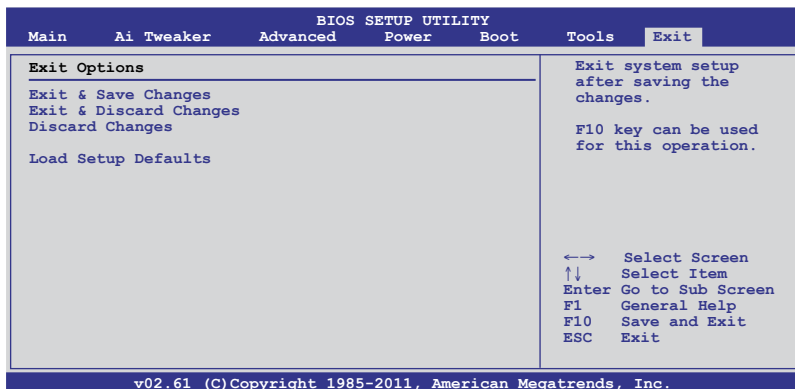 BIOS SETUP UTILITY
Main Ai Tweaker Advanced Power Boot Tools Exit
Exit Options
Exit & Save Changes
Exit & Discard Changes
Discard Changes
Load Setup Defaults
Exit system setup
after saving the
changes.
F10 key can be used
for this operation.
←→ Select Screen
↑↓ Select Item
Enter Go to Sub Screen
F1 General Help
F10 Save and Exit
ESC Exit
v02.61 (C)Copyright 1985-2011, American Megatrends, Inc.